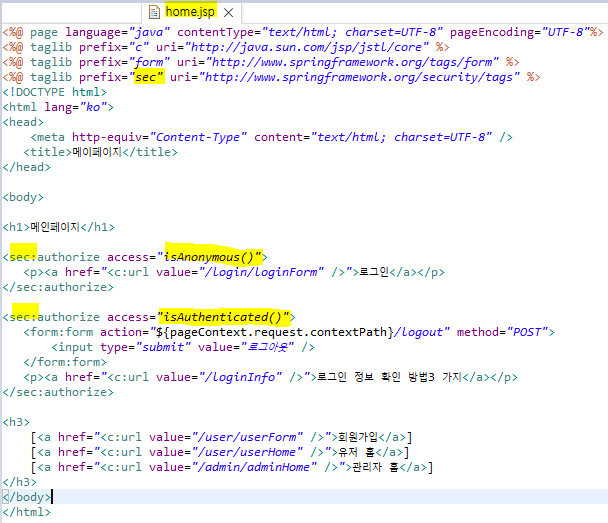 home.jsp
<%@ page language="java" contentType="text/html; charset=UTF-8" pageEncoding="UTF-8"%>
<%@ taglib prefix="c" uri="http://java.sun.com/jsp/jstl/core" %>
<%@ taglib prefix="form" uri="http://www.springframework.org/tags/form" %>
<%@ taglib prefix="sec" uri="http://www.springframework.org/security/tags" %>
<!DOCTYPE html>
<html lang="ko">
<head>
    <meta http-equiv="Content-Type" content="text/html; charset=UTF-8" />
   <title>메이페이지</title>
</head>
<body>
<h1>메인페이지</h1>
<sec:authorize access="isAnonymous()">
   <p><a href="<c:url value="/login/loginForm" />">로그인</a></p>
</sec:authorize>
<sec:authorize access="isAuthenticated()">
   <form:form action="${pageContext.request.contextPath}/logout" method="POST">
       <input type="submit" value="로그아웃" />
   </form:form>
   <p><a href="<c:url value="/loginInfo" />">로그인 정보 확인 방법3 가지</a></p>
</sec:authorize>
<h3>
    [<a href="<c:url value="/user/userForm" />">회원가입</a>]
    [<a href="<c:url value="/user/userHome" />">유저 홈</a>]
    [<a href="<c:url value="/admin/adminHome" />">관리자 홈</a>]
</h3>
</body>
</html>